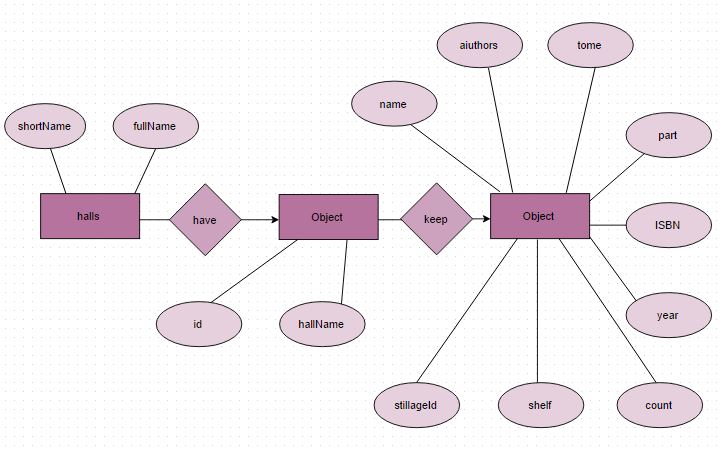 aiuthors
tome
name
shortName
fullName
part
halls
have
Object
keep
Object
ISBN
id
hallName
year
stillageId
shelf
count